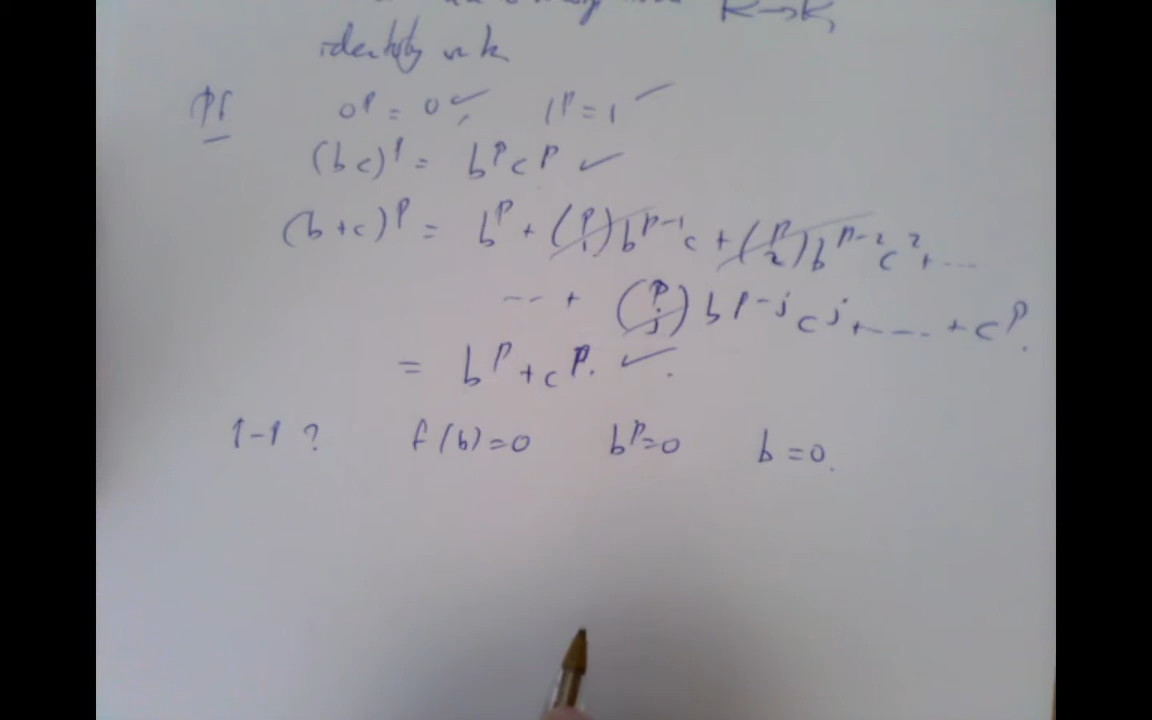 K → K,
identity on k
Pf 0^p = 0 ✓, 1^p = 1 ✓
(bc)^p = b^p c^p ✓
(b+c)^p = b^p + (p 1) b^{p-1} c + (p 2) b^{p-2} c^2 + ...
... + (p j) b^{p-j} c^j + .... + c^p.
= b^p + c^p. ✓.
1-1 ? f(b)=0 b^p=0 b=0.